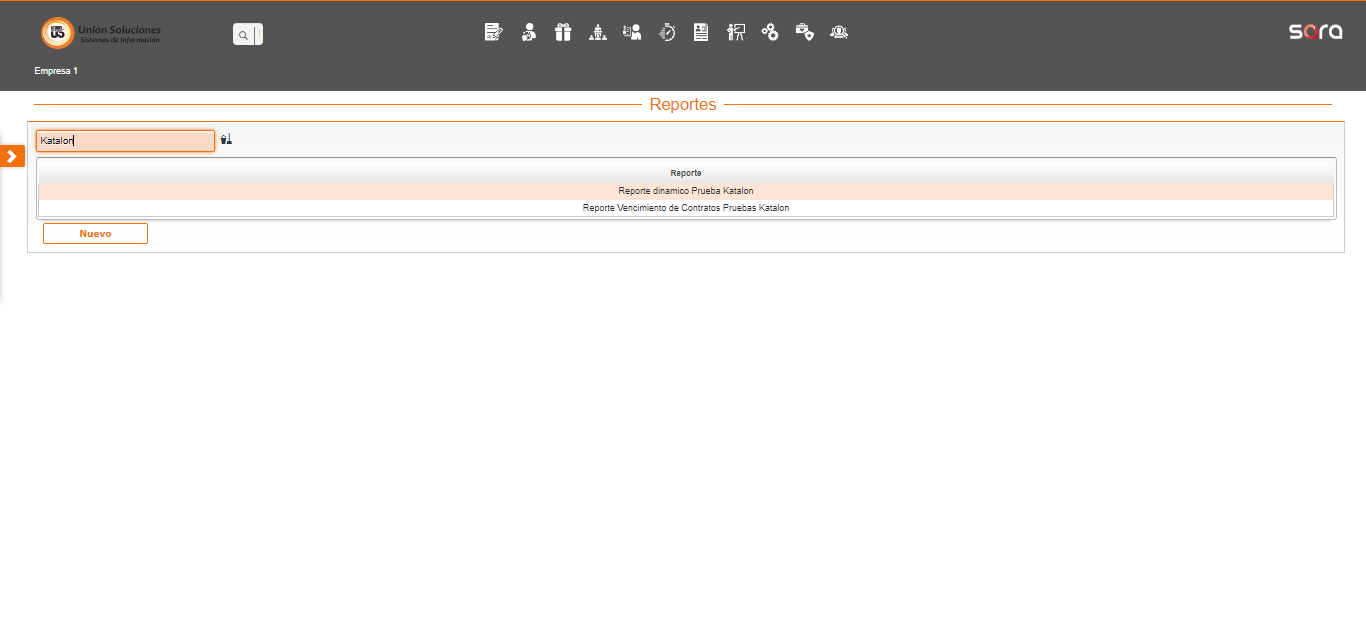 US
Unión Soluciones
Sistemas de Información
sora
Empresa 1
Reportes
Katalon
Reporte
Reporte dinamico Prueba Katalon
Reporte Vencimiento de Contratos Pruebas Katalon
Nuevo